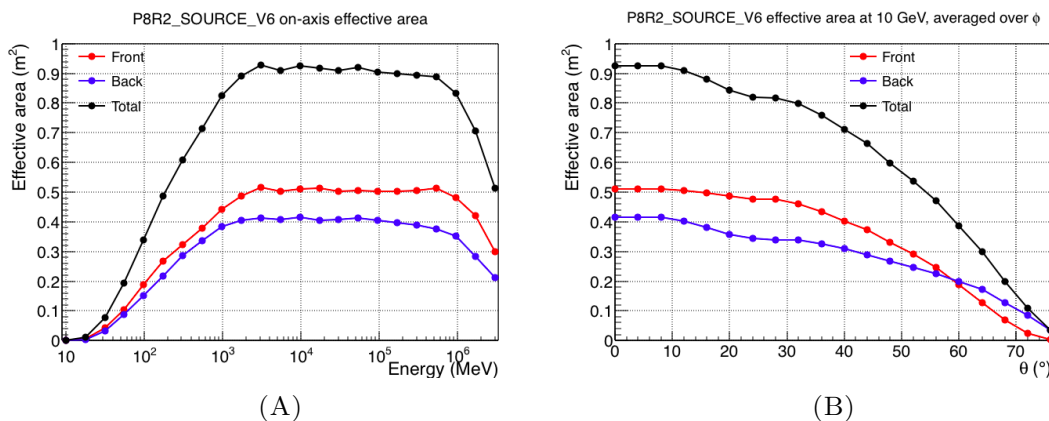 P8R2_SOURCE_V6 on-axis effective area
Effective area (m²)
1
0.9
0.8
0.7
0.6
0.5
0.4
0.3
0.2
0.1
0
Front
Back
Total
10 10² 10³ 10⁴ 10⁵ 10⁶
Energy (MeV)
(A)
P8R2_SOURCE_V6 effective area at 10 GeV, averaged over ϕ
Effective area (m²)
1
0.9
0.8
0.7
0.6
0.5
0.4
0.3
0.2
0.1
0
Front
Back
Total
0 10 20 30 40 50 60 70
θ (°)
(B)